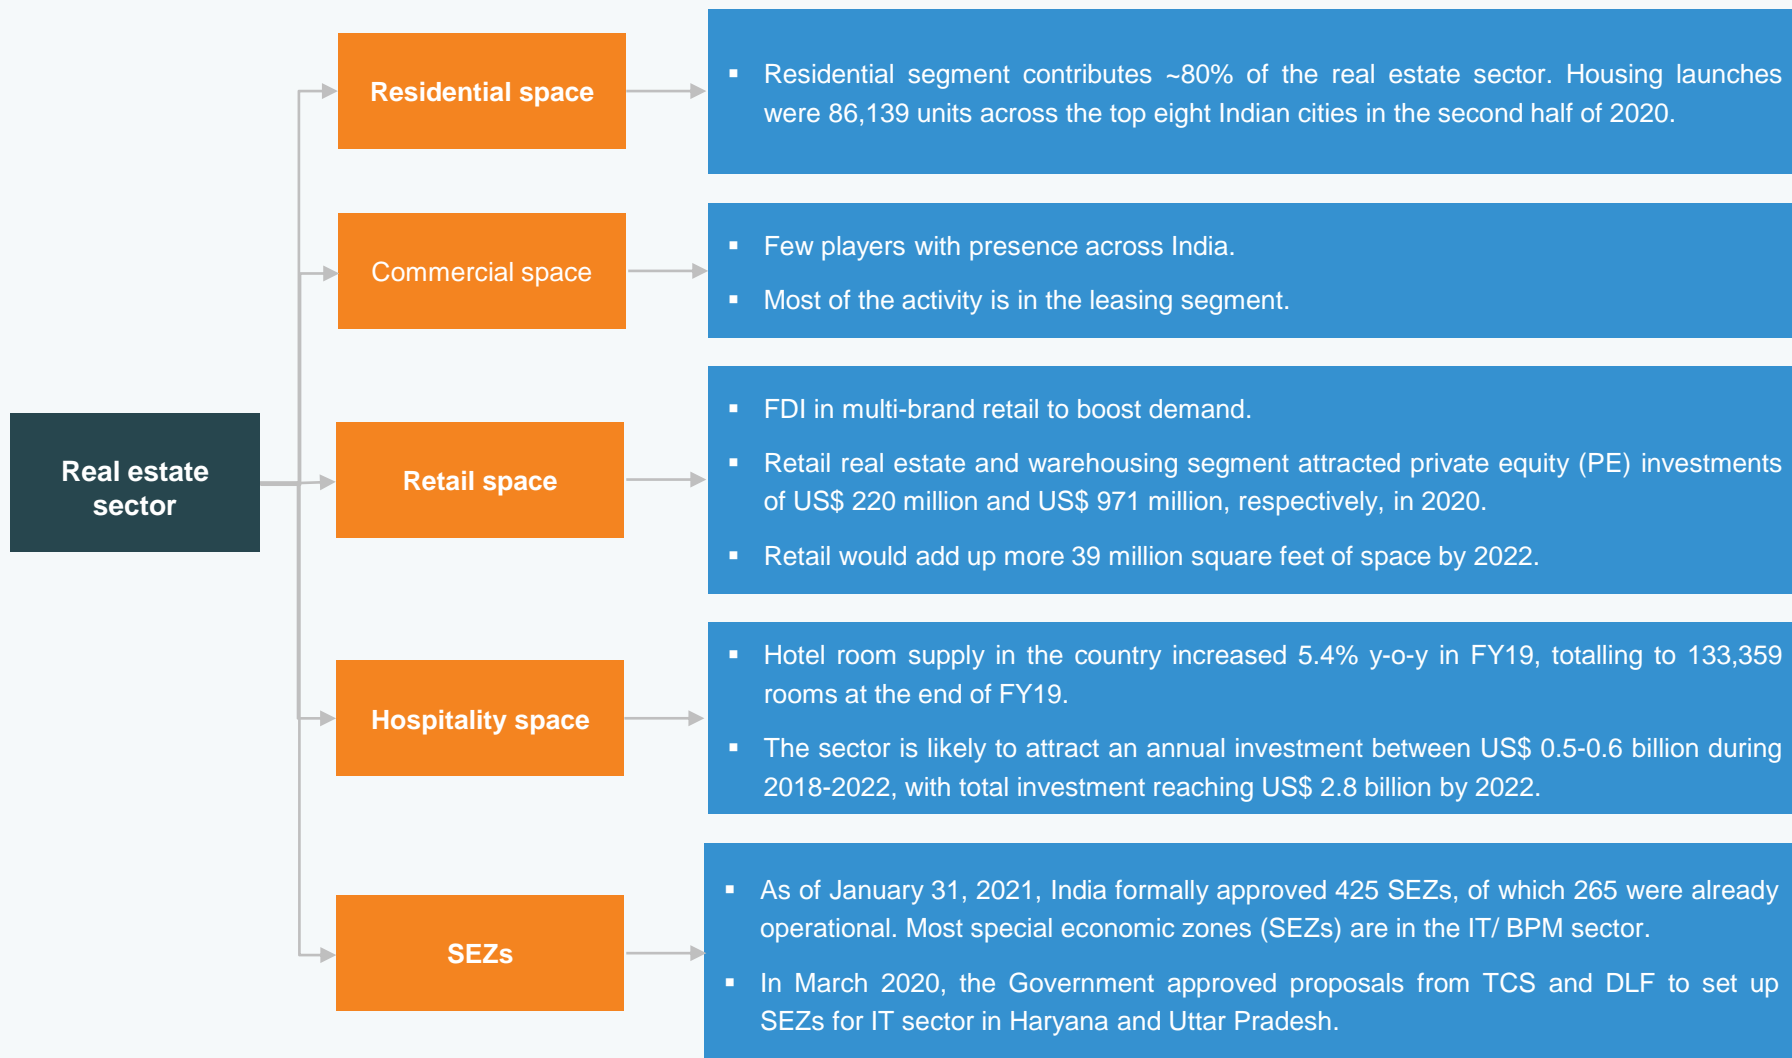 Residential space
▪ Residential segment contributes ~80% of the real estate sector. Housing launches
were 86,139 units across the top eight Indian cities in the second half of 2020.
Commercial space
▪ Few players with presence across India.
▪ Most of the activity is in the leasing segment.
Real estate
sector
Retail space
▪ FDI in multi-brand retail to boost demand.
▪ Retail real estate and warehousing segment attracted private equity (PE) investments
of US$ 220 million and US$ 971 million, respectively, in 2020.
▪ Retail would add up more 39 million square feet of space by 2022.
Hospitality space
▪ Hotel room supply in the country increased 5.4% y-o-y in FY19, totalling to 133,359
rooms at the end of FY19.
▪ The sector is likely to attract an annual investment between US$ 0.5-0.6 billion during
2018-2022, with total investment reaching US$ 2.8 billion by 2022.
SEZs
▪ As of January 31, 2021, India formally approved 425 SEZs, of which 265 were already
operational. Most special economic zones (SEZs) are in the IT/ BPM sector.
▪ In March 2020, the Government approved proposals from TCS and DLF to set up
SEZs for IT sector in Haryana and Uttar Pradesh.